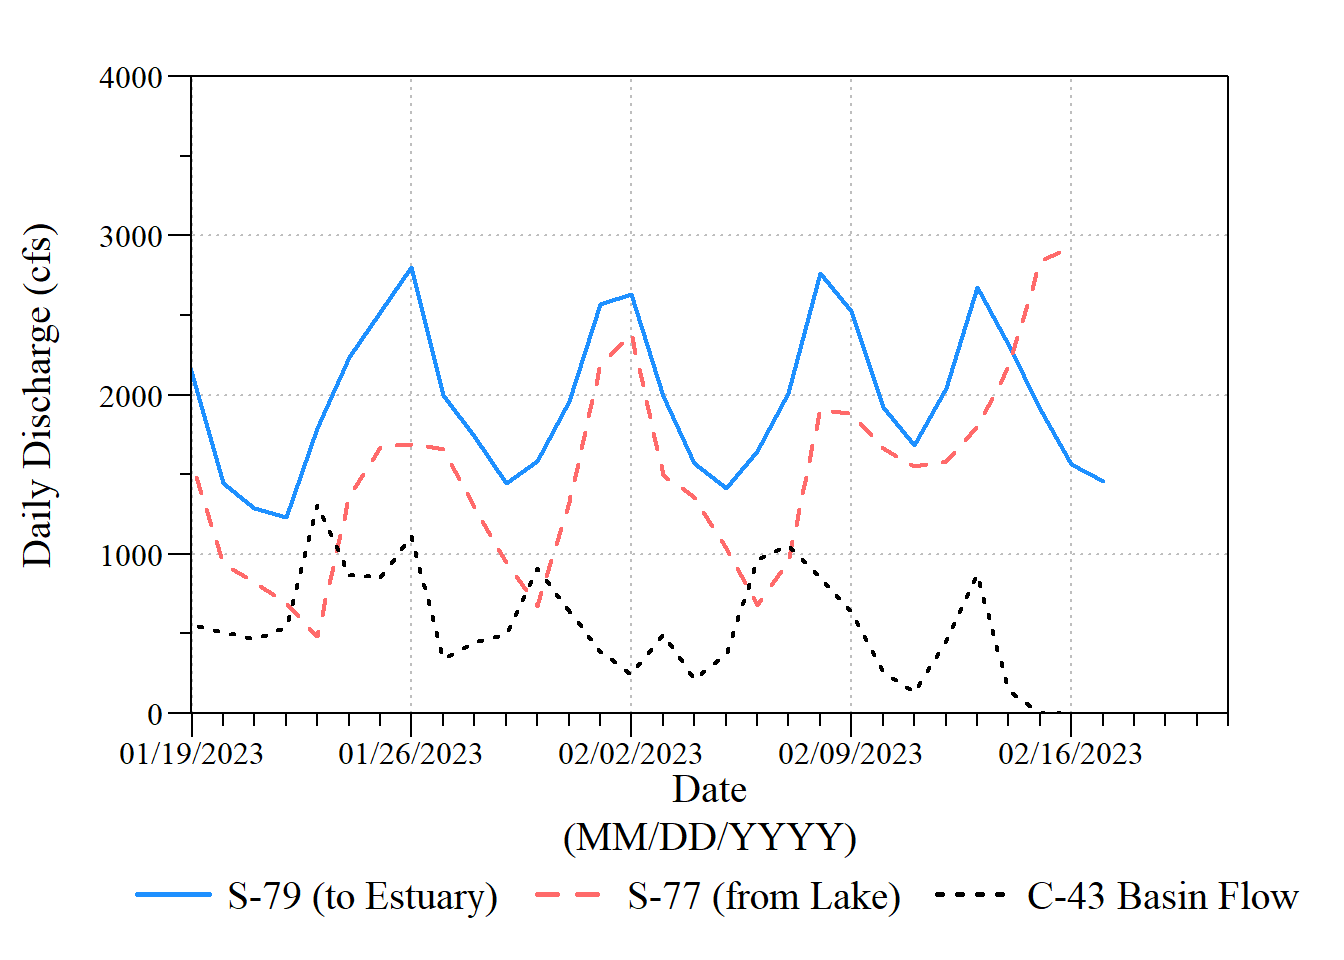 4000
3000
2000
1000
0
Daily Discharge (cfs)
01/19/2023 01/26/2023 02/02/2023 02/09/2023 02/16/2023
Date
(MM/DD/YYYY)
S-79 (to Estuary) S-77 (from Lake) C-43 Basin Flow